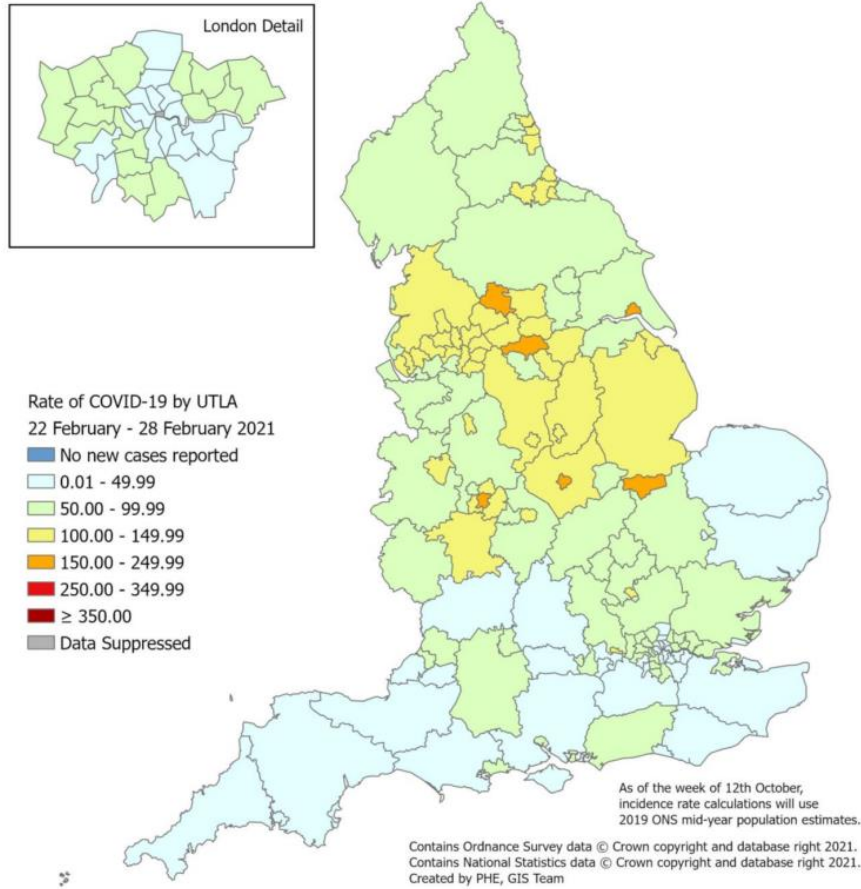 London Detail
Rate of COVID-19 by UTLA
22 February - 28 February 2021
No new cases reported
0.01 - 49.99
50.00 - 99.99
100.00 - 149.99
150.00 - 249.99
250.00 - 349.99
≥ 350.00
Data Suppressed
As of the week of 12th October,
incidence rate calculations will use
2019 ONS mid-year population estimates.
Contains Ordnance Survey data © Crown copyright and database right 2021.
Contains National Statistics data © Crown copyright and database right 2021.
Created by PHE, GIS Team